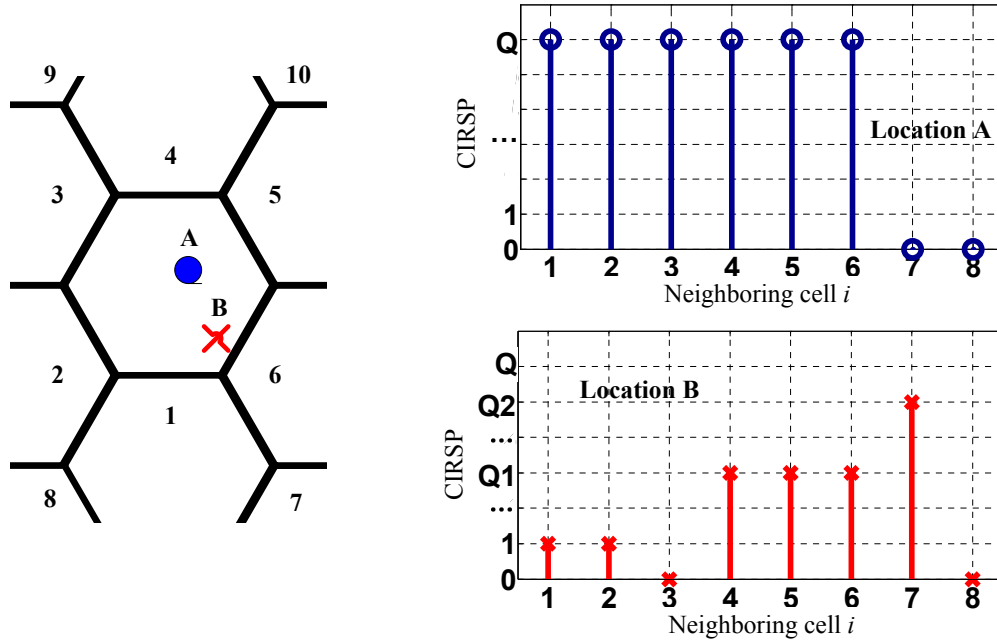 9
10
4
3
5
A
B
2
6
1
8
7
Q
...
1
0
CIRSP
Location A
1 2 3 4 5 6 7 8
Neighboring cell i
Q
Q2
...
Q1
...
1
0
CIRSP
Location B
1 2 3 4 5 6 7 8
Neighboring cell i